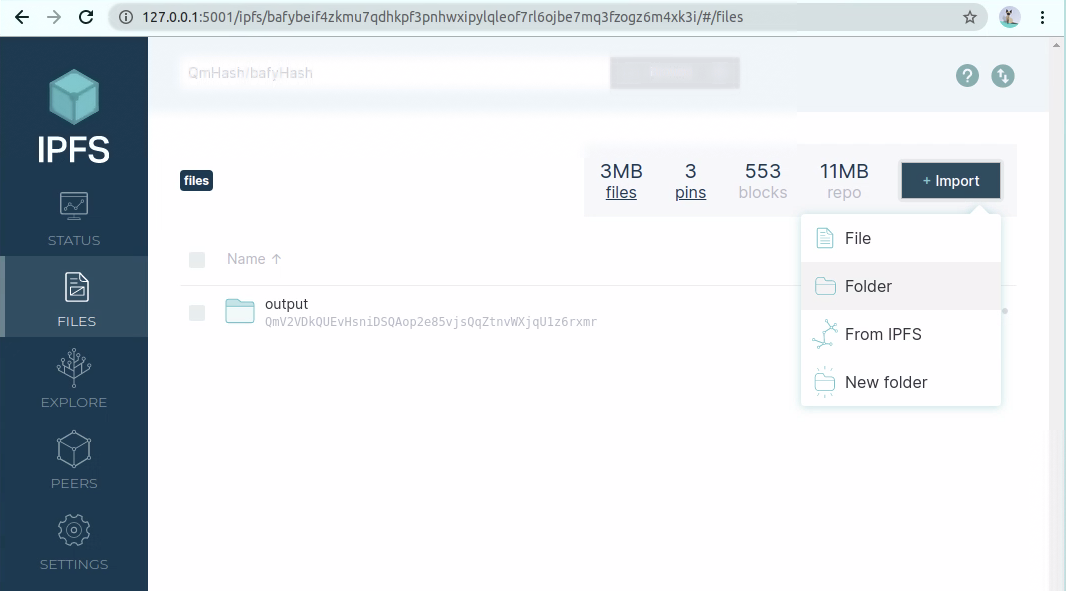 127.0.0.1:5001/ipfs/bafybeif4zkmu7qdhkpf3pnhwxipylqleof7rl6ojbe7mq3fzogz6m4xk3i/#/files
QmHash/bafyHash
IPFS
STATUS
FILES
EXPLORE
PEERS
SETTINGS
files
3MB
files
3
pins
553
blocks
11MB
repo
+ Import
File
Folder
From IPFS
New folder
Name ↑
output
QmV2VDkQUEvHsniDSQAop2e85vjsQqZtnvWXjqU1z6rxmr